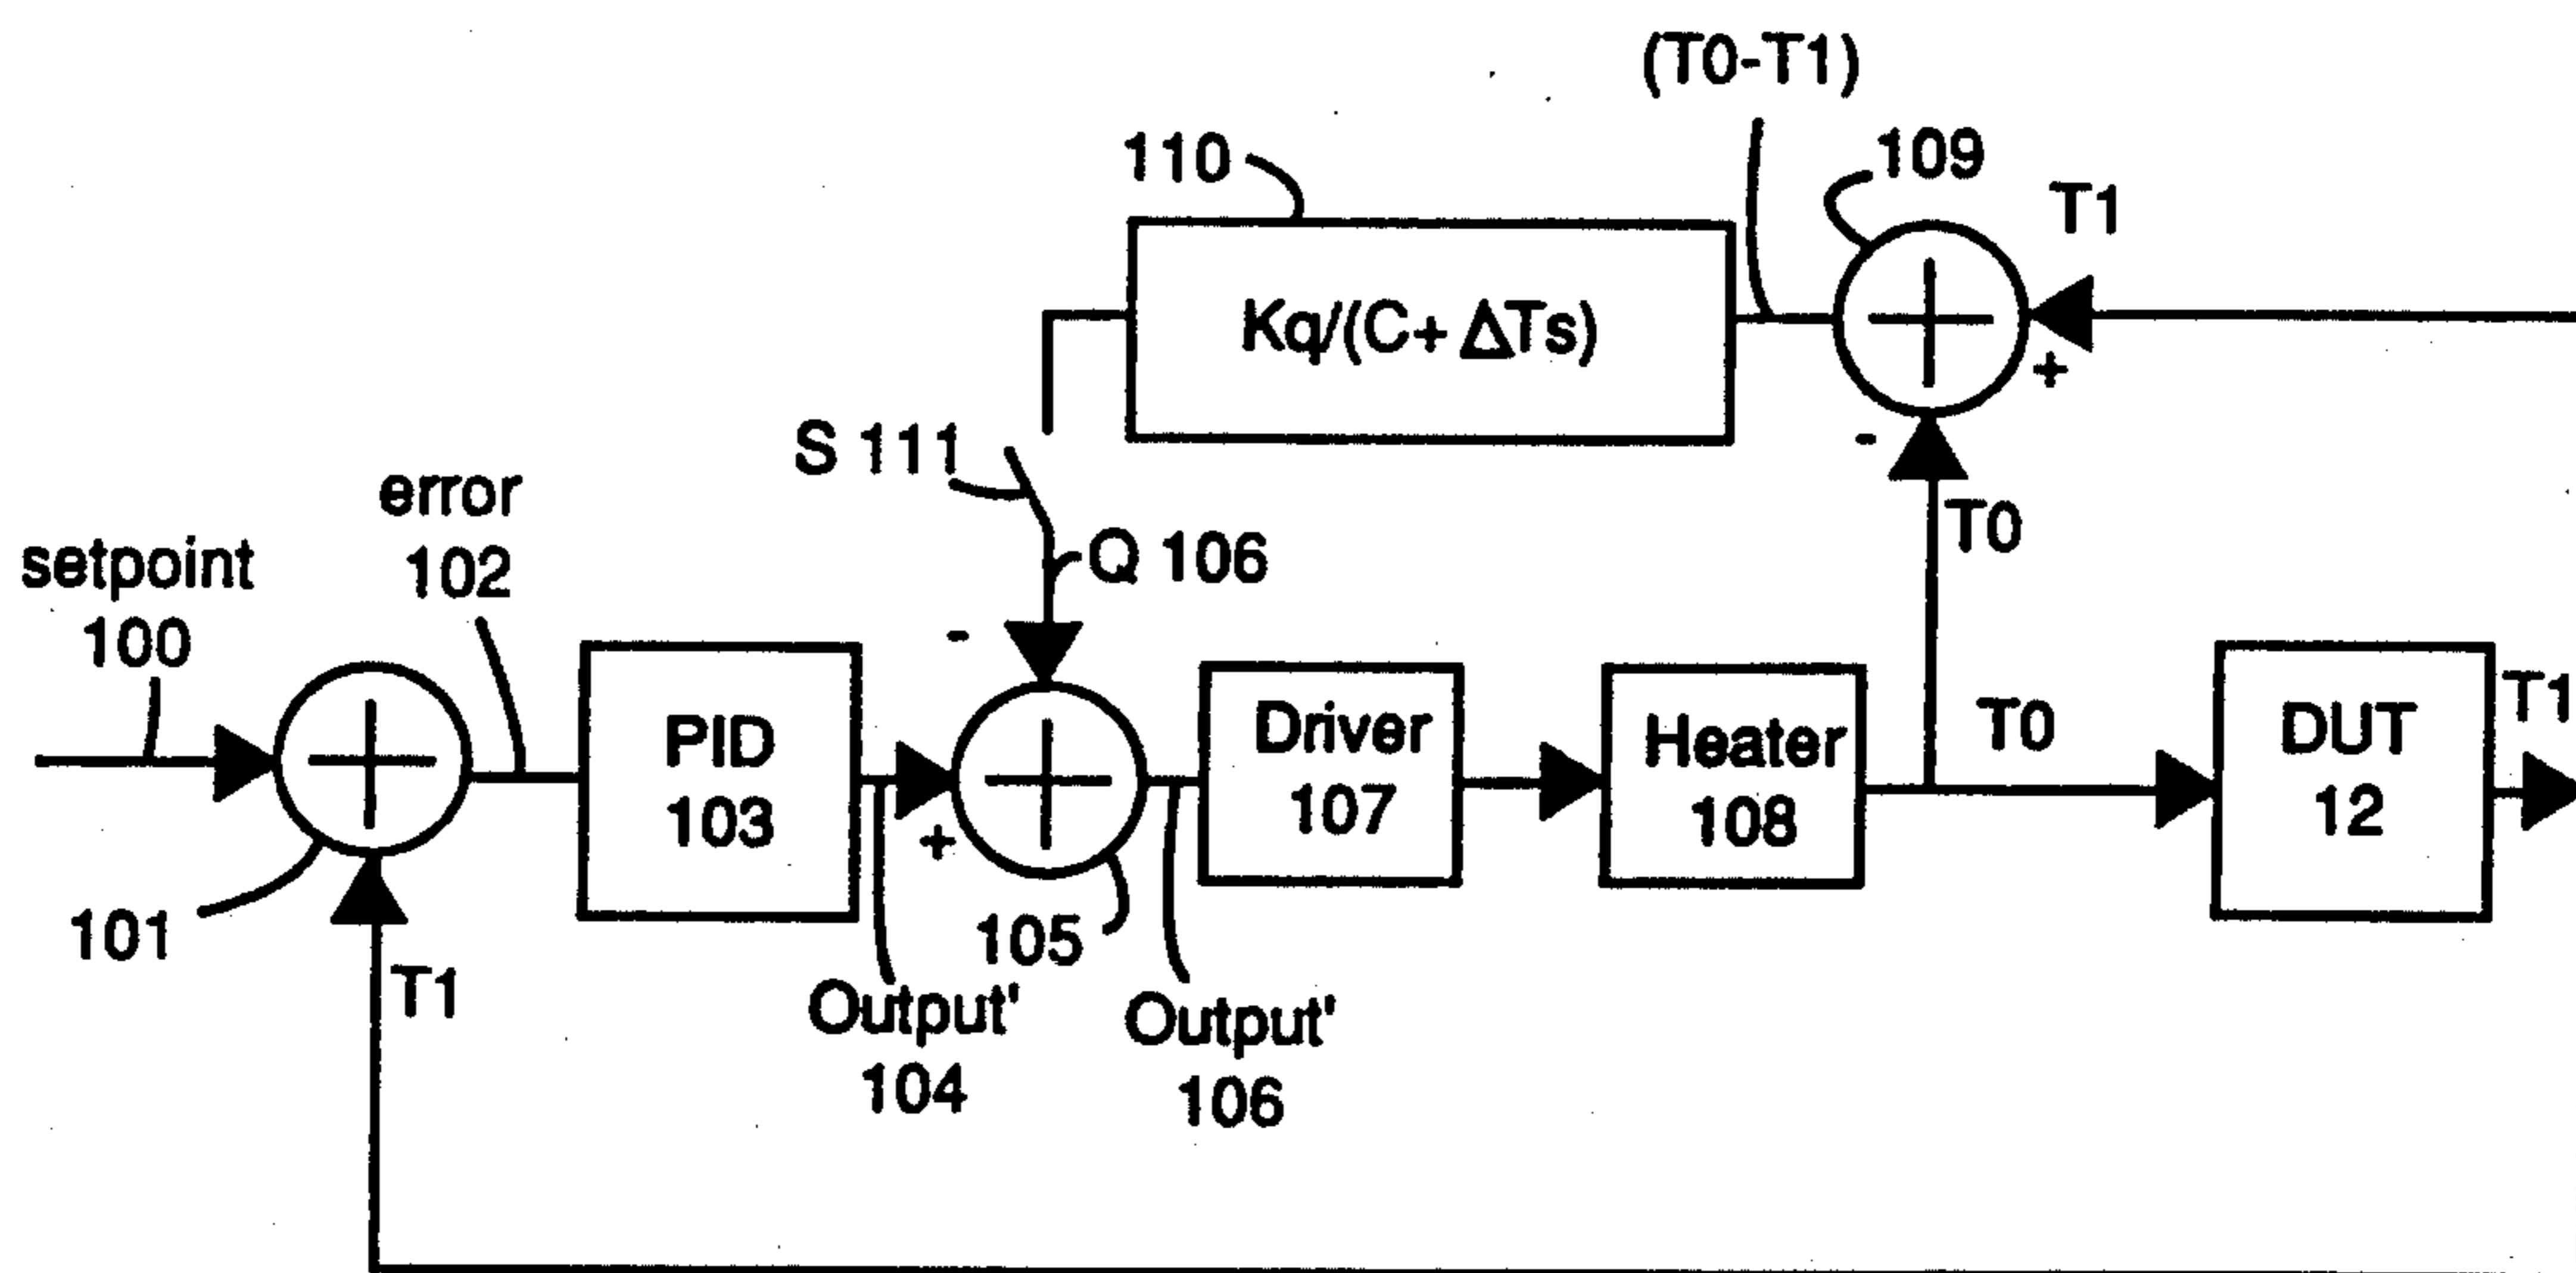 (T0-T1)
110
109
T1
Kq/(C+ ΔTs)
+
-
S 111
T0
error
102
Q 106
setpoint
100
-
PID
103
Driver
107
Heater
108
T0
DUT
12
T1
+
101
105
T1
Output'
104
Output'
106